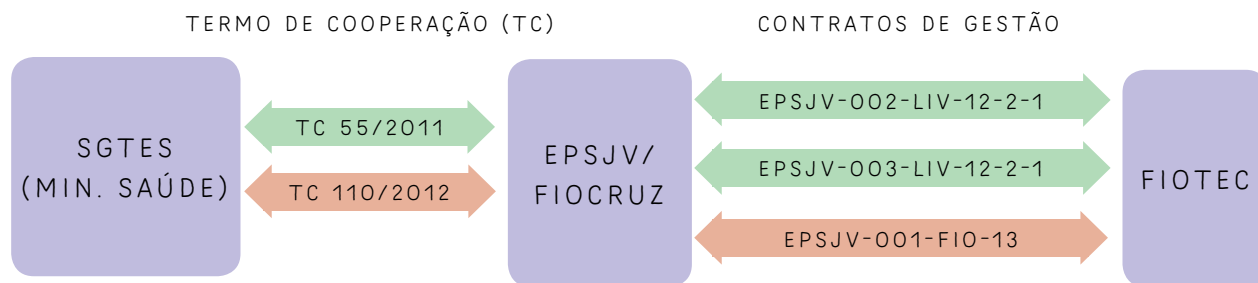 TERMO DE COOPERAÇÃO (TC)
CONTRATOS DE GESTÃO
SGTES
(MIN. SAÚDE)
TC 55/2011
TC 110/2012
EPSJV/
FIOCRUZ
EPSJV-002-LIV-12-2-1
EPSJV-003-LIV-12-2-1
EPSJV-001-FIO-13
FIOTEC